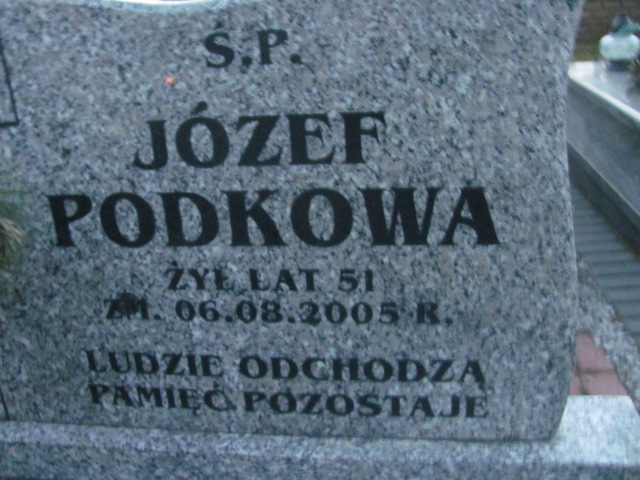 Ś.P.
JÓZEF
PODKOWA
ŻYŁ LAT 51
ZM. 06.08.2005 R.
LUDZIE ODCHODZĄ
PAMIĘĆ POZOSTAJE